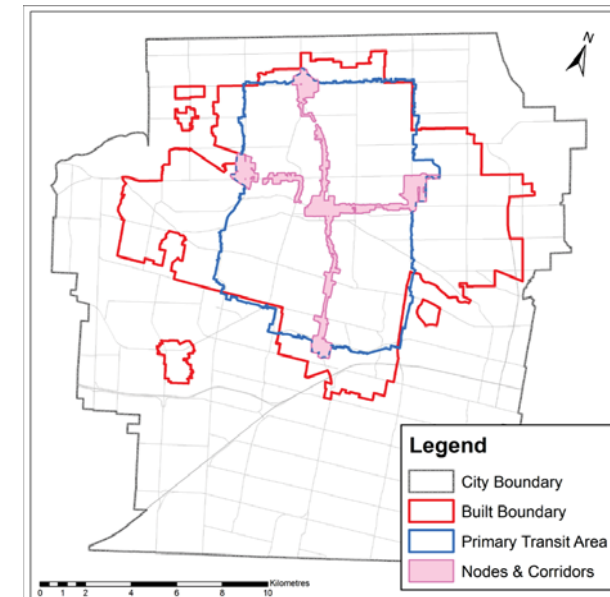 N
Legend
City Boundary
Built Boundary
Primary Transit Area
Nodes & Corridors
0 1 2 4 6 8 10 Kilometres